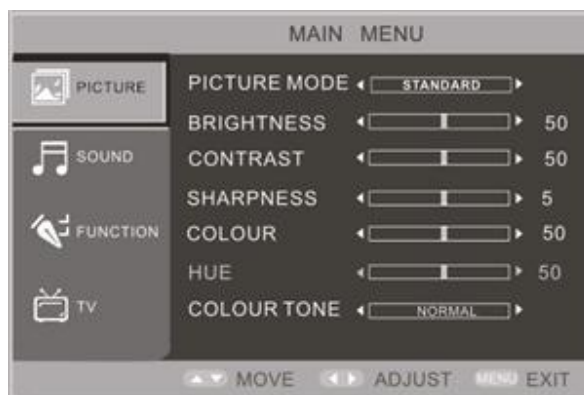 MAIN MENU
PICTURE
PICTURE MODE STANDARD
BRIGHTNESS 50
SOUND
CONTRAST 50
SHARPNESS 5
FUNCTION
COLOUR 50
HUE 50
TV
COLOUR TONE NORMAL
MOVE ADJUST MENU EXIT